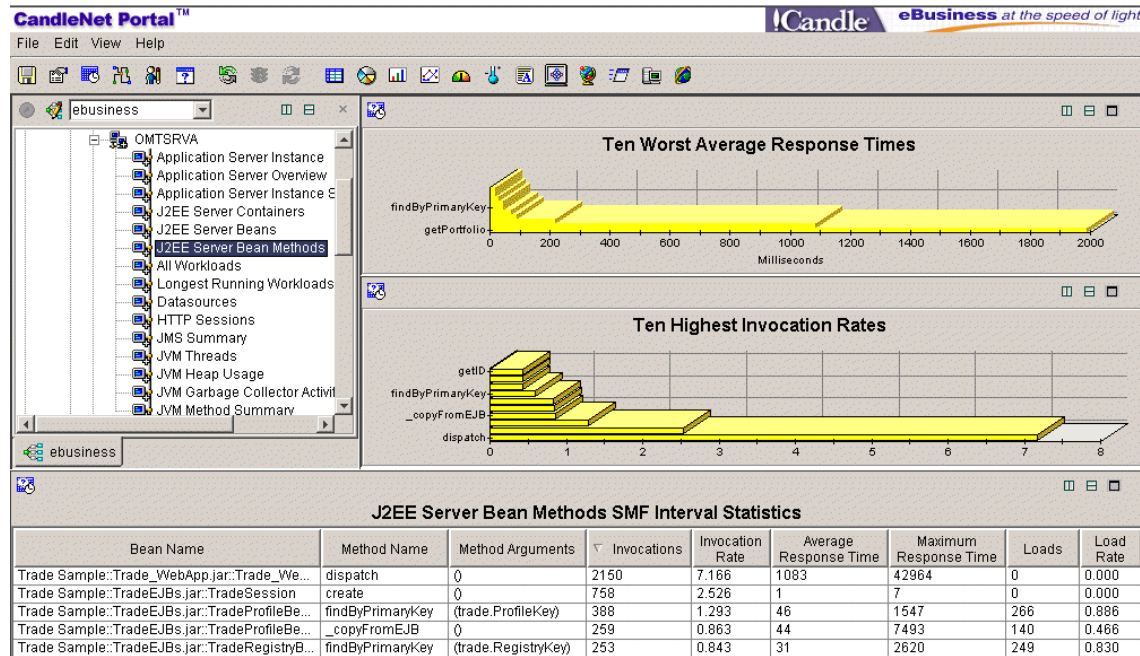 CandleNet Portal™
!Candle eBusiness at the speed of light
File Edit View Help
ebusiness
OMTSRVA
Application Server Instance
Application Server Overview
Application Server Instance S
J2EE Server Containers
J2EE Server Beans
J2EE Server Bean Methods
All Workloads
Longest Running Workloads
Datasources
HTTP Sessions
JMS Summary
JVM Threads
JVM Heap Usage
JVM Garbage Collector Activit
JVM Method Summary
ebusiness
Ten Worst Average Response Times
findByPrimaryKey
getPortfolio
0 200 400 600 800 1000 1200 1400 1600 1800 2000
Milliseconds
Ten Highest Invocation Rates
getID
findByPrimaryKey
_copyFromEJB
dispatch
0 1 2 3 4 5 6 7 8
J2EE Server Bean Methods SMF Interval Statistics
Bean Name Method Name Method Arguments Invocations Invocation Rate Average Response Time Maximum Response Time Loads Load Rate
Trade Sample::Trade_WebApp.jar::Trade_We... dispatch () 2150 7.166 1083 42964 0 0.000
Trade Sample::TradeEJBs.jar::TradeSession create () 758 2.526 1 7 0 0.000
Trade Sample::TradeEJBs.jar::TradeProfileBe... findByPrimaryKey (trade.ProfileKey) 388 1.293 46 1547 266 0.886
Trade Sample::TradeEJBs.jar::TradeProfileBe... _copyFromEJB () 259 0.863 44 7493 140 0.466
Trade Sample::TradeEJBs.jar::TradeRegistryB... findByPrimaryKey (trade.RegistryKey) 253 0.843 31 2620 249 0.830